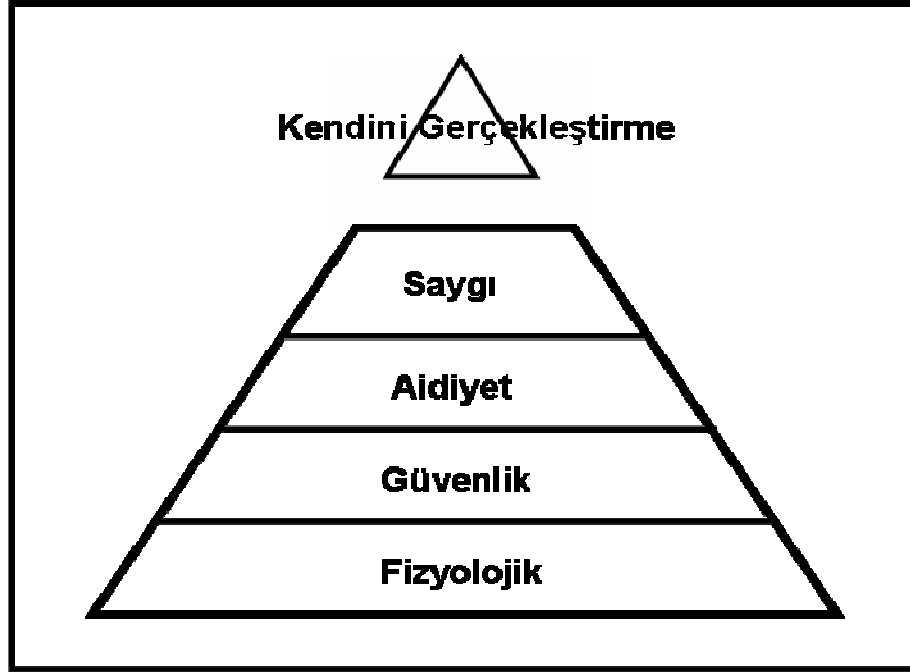 Kendini Gerçekleştirme
Saygı
Aidiyet
Güvenlik
Fizyolojik